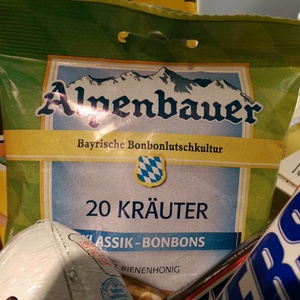 Alpenbauer
Bayrische Bonbonlutschkultur
20 KRÄUTER
KLASSIK-BONBONS
BIENENHONIG